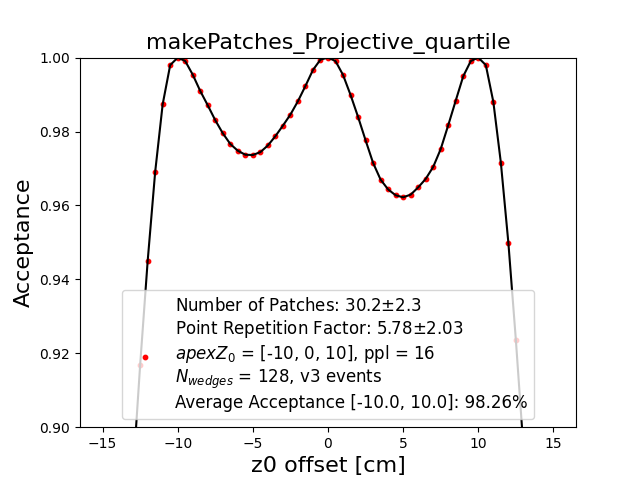 makePatches_Projective_quartile
1.00
0.98
0.96
0.94
0.92
0.90
Acceptance
Number of Patches: 30.2±2.3
Point Repetition Factor: 5.78±2.03
apexZ₀ = [-10, 0, 10], ppl = 16
N_wedges = 128, v3 events
Average Acceptance [-10.0, 10.0]: 98.26%
−15 −10 −5 0 5 10 15
z0 offset [cm]